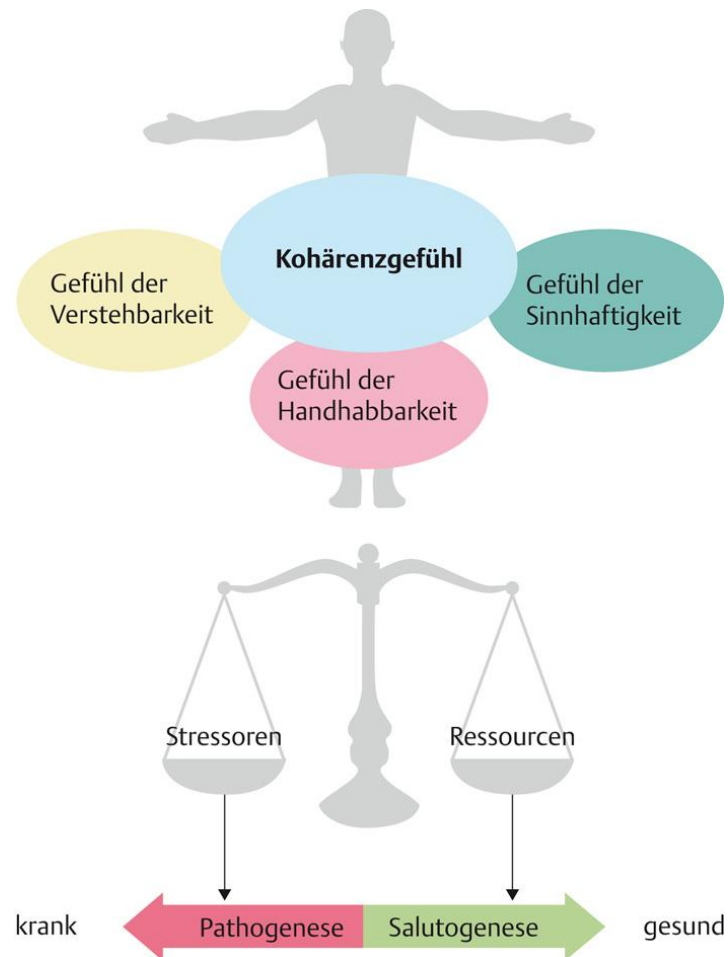 Kohärenzgefühl
Gefühl der
Verstehbarkeit
Gefühl der
Sinnhaftigkeit
Gefühl der
Handhabbarkeit
Stressoren
Ressourcen
krank
Pathogenese
Salutogenese
gesund